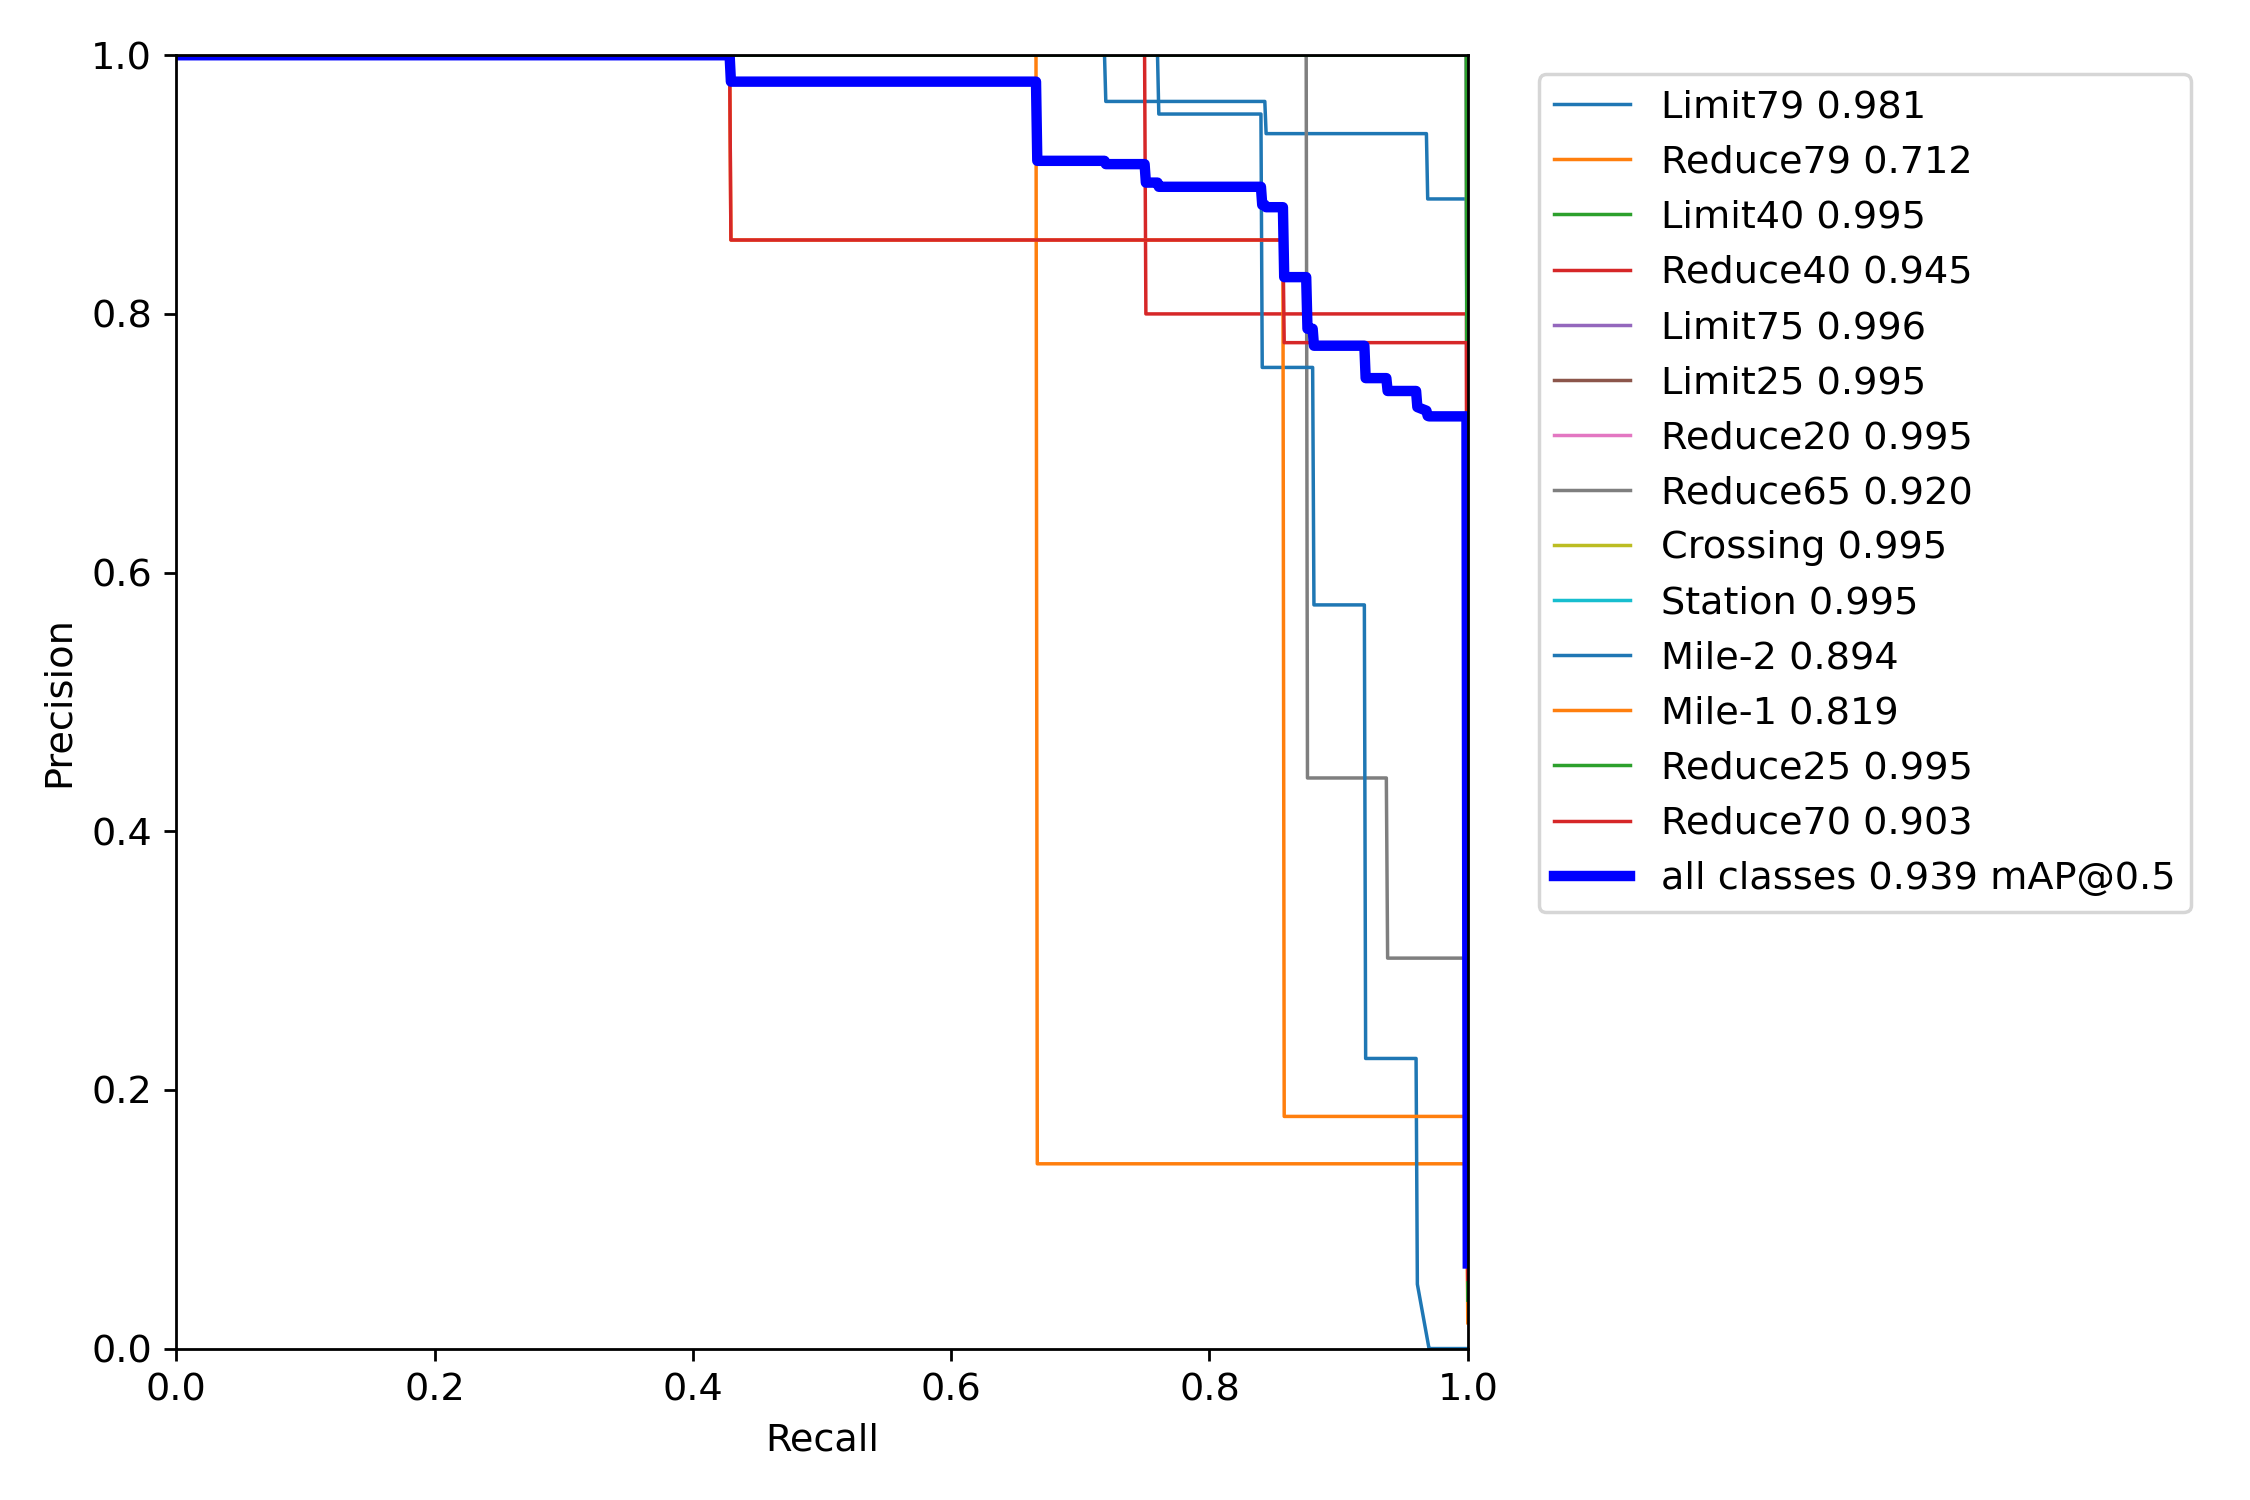 1.0
0.8
0.6
0.4
0.2
0.0
Precision
0.0 0.2 0.4 0.6 0.8 1.0
Recall
Limit79 0.981
Reduce79 0.712
Limit40 0.995
Reduce40 0.945
Limit75 0.996
Limit25 0.995
Reduce20 0.995
Reduce65 0.920
Crossing 0.995
Station 0.995
Mile-2 0.894
Mile-1 0.819
Reduce25 0.995
Reduce70 0.903
all classes 0.939 mAP@0.5